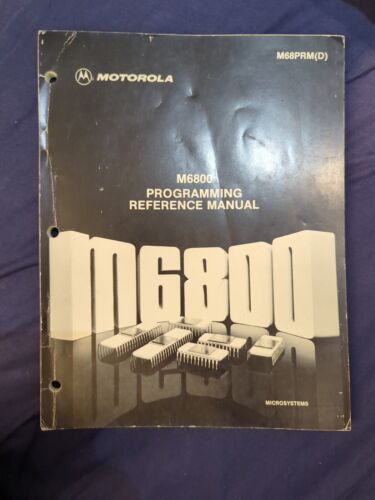 M68PRM(D)
MOTOROLA
M6800
PROGRAMMING
REFERENCE MANUAL
M6800
MICROSYSTEMS